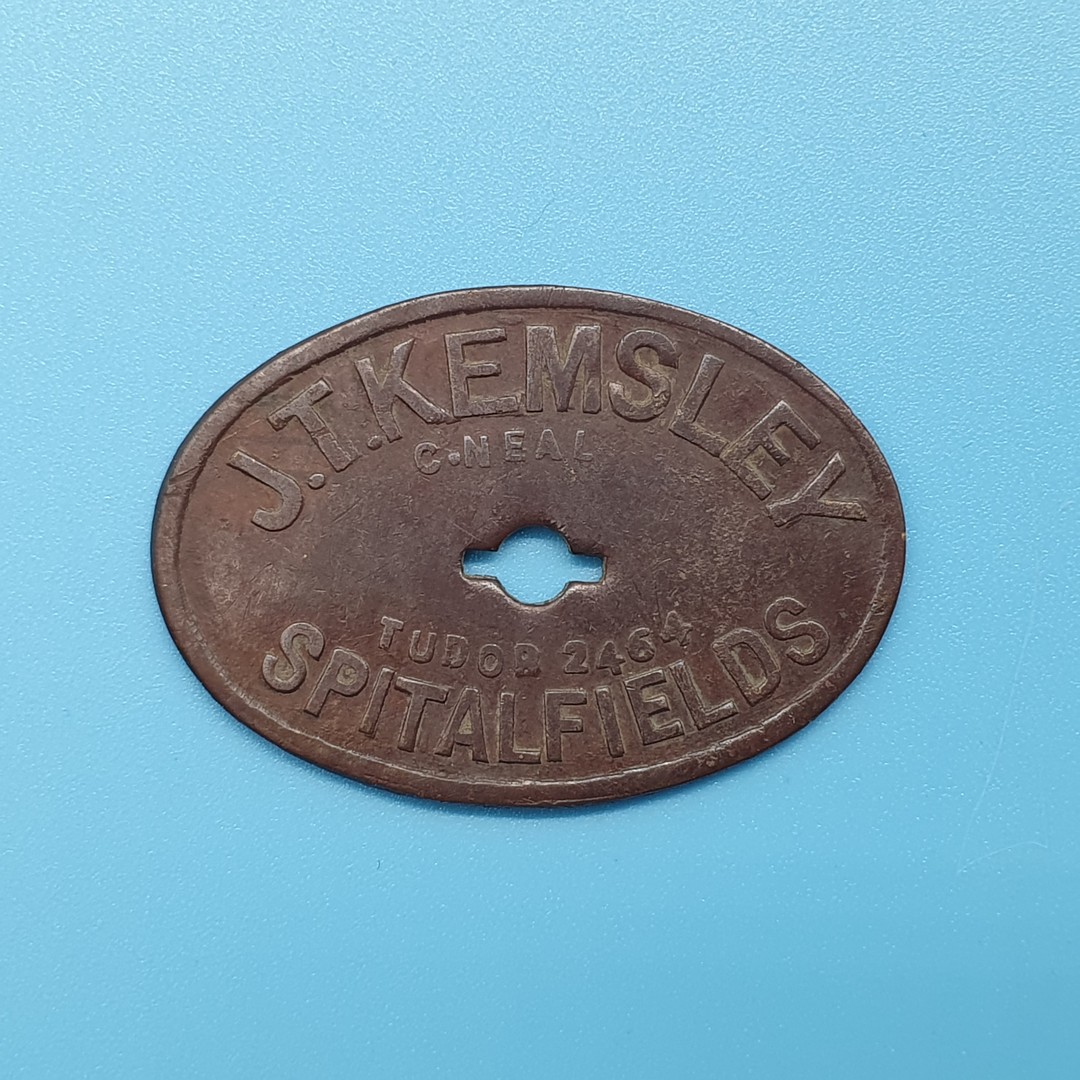 J.T.KEMSLEY
C.NEAL
TUDOR 2464
SPITALFIELDS